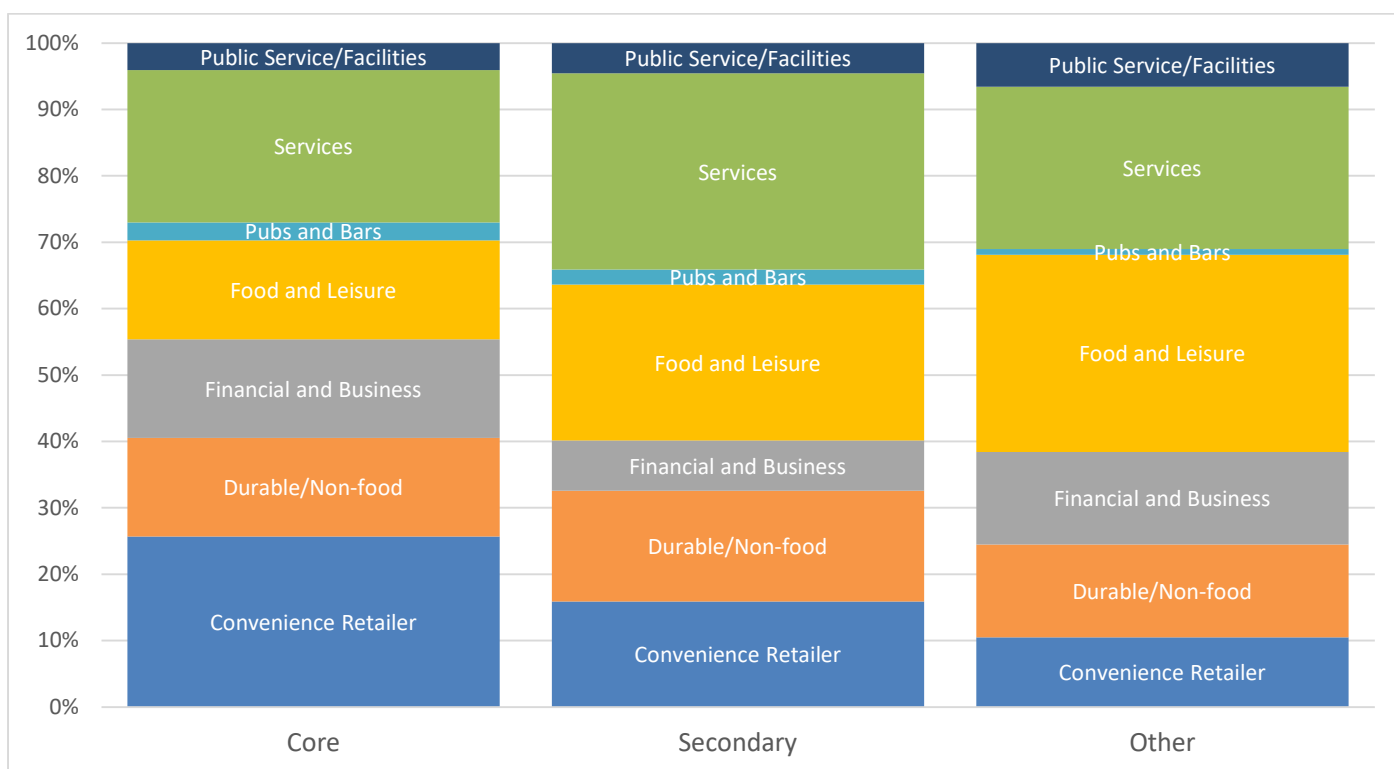 100%
90%
80%
70%
60%
50%
40%
30%
20%
10%
0%
Public Service/Facilities
Services
Pubs and Bars
Food and Leisure
Financial and Business
Durable/Non-food
Convenience Retailer
Public Service/Facilities
Services
Pubs and Bars
Food and Leisure
Financial and Business
Durable/Non-food
Convenience Retailer
Public Service/Facilities
Services
Pubs and Bars
Food and Leisure
Financial and Business
Durable/Non-food
Convenience Retailer
Core
Secondary
Other